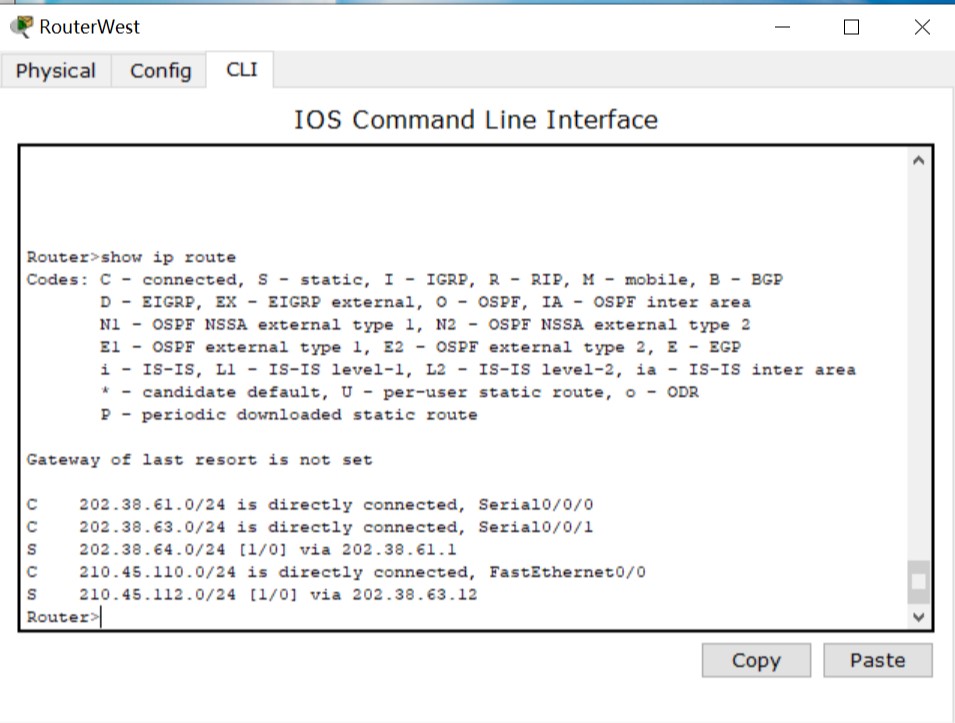 RouterWest
Physical Config CLI
IOS Command Line Interface
Router>show ip route
Codes: C - connected, S - static, I - IGRP, R - RIP, M - mobile, B - BGP
D - EIGRP, EX - EIGRP external, O - OSPF, IA - OSPF inter area
N1 - OSPF NSSA external type 1, N2 - OSPF NSSA external type 2
E1 - OSPF external type 1, E2 - OSPF external type 2, E - EGP
i - IS-IS, L1 - IS-IS level-1, L2 - IS-IS level-2, ia - IS-IS inter area
* - candidate default, U - per-user static route, o - ODR
P - periodic downloaded static route
Gateway of last resort is not set
C 202.38.61.0/24 is directly connected, Serial0/0/0
C 202.38.63.0/24 is directly connected, Serial0/0/1
S 202.38.64.0/24 [1/0] via 202.38.61.1
C 210.45.110.0/24 is directly connected, FastEthernet0/0
S 210.45.112.0/24 [1/0] via 202.38.63.12
Router>
Copy Paste